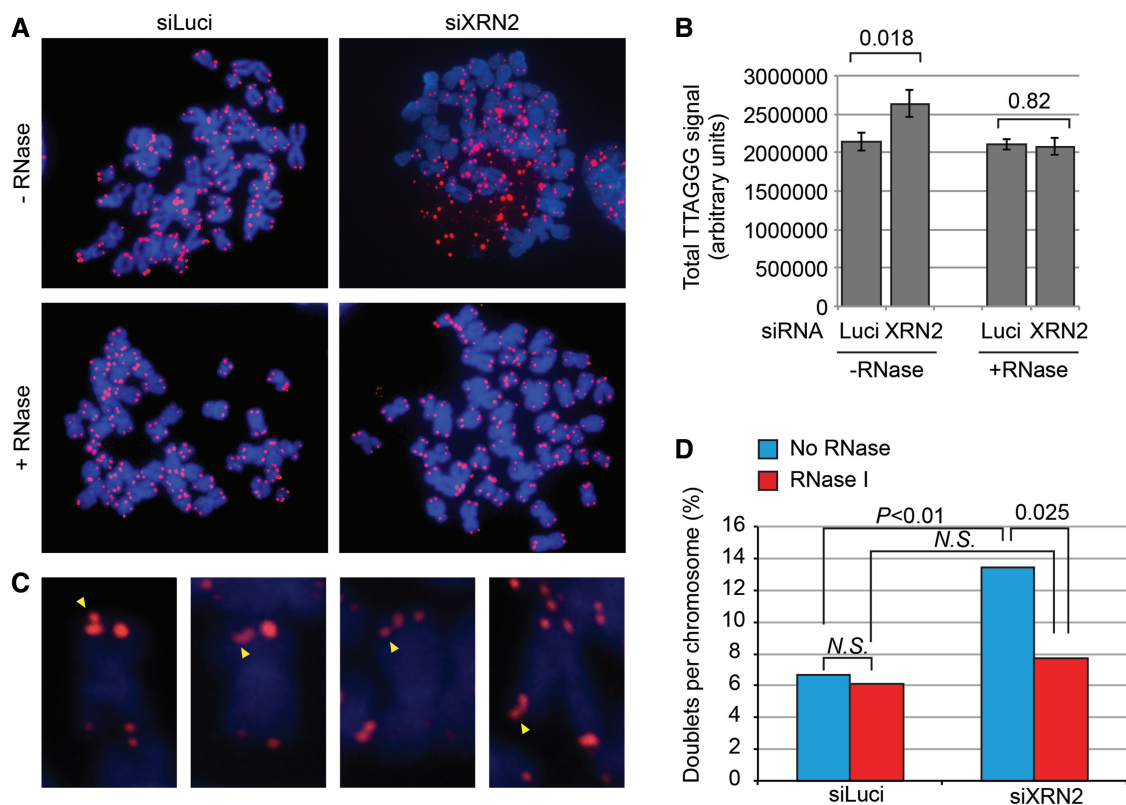 A
siLuci
siXRN2
- RNase
+ RNase
B
0.018
0.82
Total TTAGGG signal
(arbitrary units)
3000000
2500000
2000000
1500000
1000000
500000
0
siRNA
Luci XRN2
Luci XRN2
-RNase
+RNase
C
D
No RNase
RNase I
P<0.01
0.025
N.S.
N.S.
Doublets per chromosome (%)
16
14
12
10
8
6
4
2
0
siLuci
siXRN2